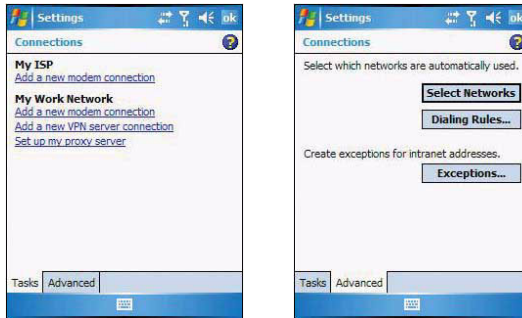 Settings
ok
Connections
?
My ISP
Add a new modem connection
My Work Network
Add a new modem connection
Add a new VPN server connection
Set up my proxy server
Tasks Advanced
Settings
ok
Connections
?
Select which networks are automatically used.
Select Networks
Dialing Rules...
Create exceptions for intranet addresses.
Exceptions...
Tasks Advanced